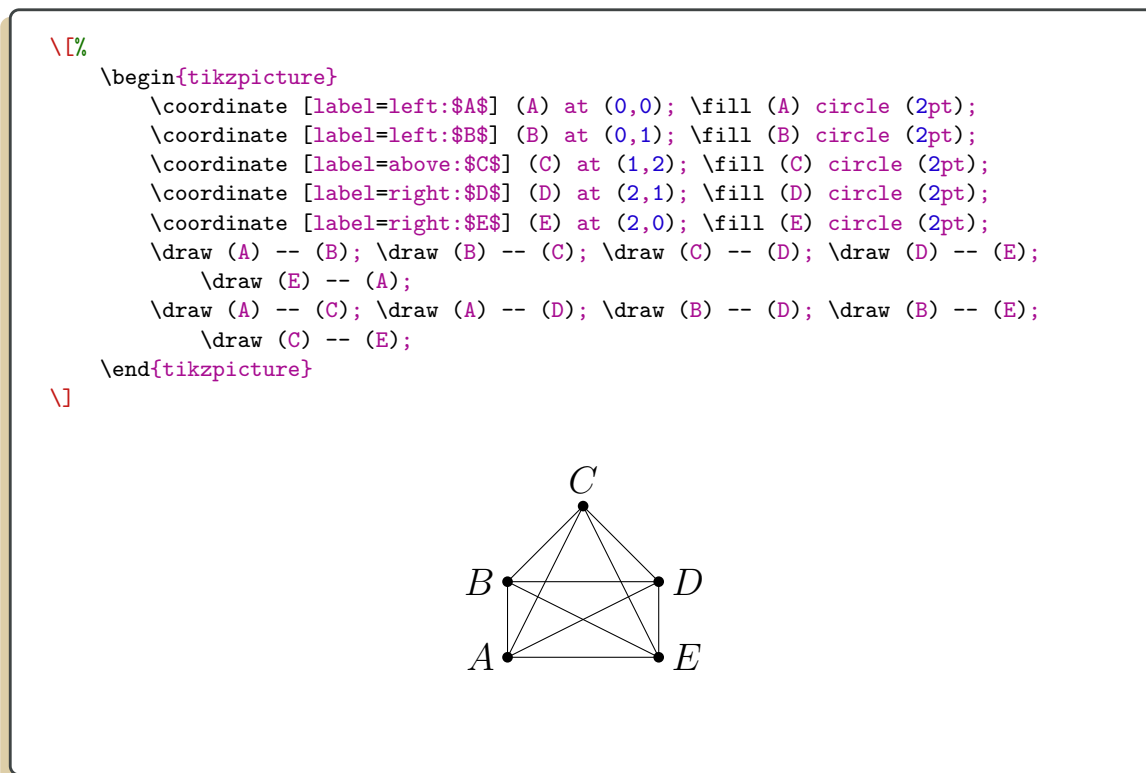 \[%
    \begin{tikzpicture}
        \coordinate [label=left:$A$] (A) at (0,0); \fill (A) circle (2pt);
        \coordinate [label=left:$B$] (B) at (0,1); \fill (B) circle (2pt);
        \coordinate [label=above:$C$] (C) at (1,2); \fill (C) circle (2pt);
        \coordinate [label=right:$D$] (D) at (2,1); \fill (D) circle (2pt);
        \coordinate [label=right:$E$] (E) at (2,0); \fill (E) circle (2pt);
        \draw (A) -- (B); \draw (B) -- (C); \draw (C) -- (D); \draw (D) -- (E);
            \draw (E) -- (A);
        \draw (A) -- (C); \draw (A) -- (D); \draw (B) -- (D); \draw (B) -- (E);
            \draw (C) -- (E);
    \end{tikzpicture}
\]
C
B D
A E